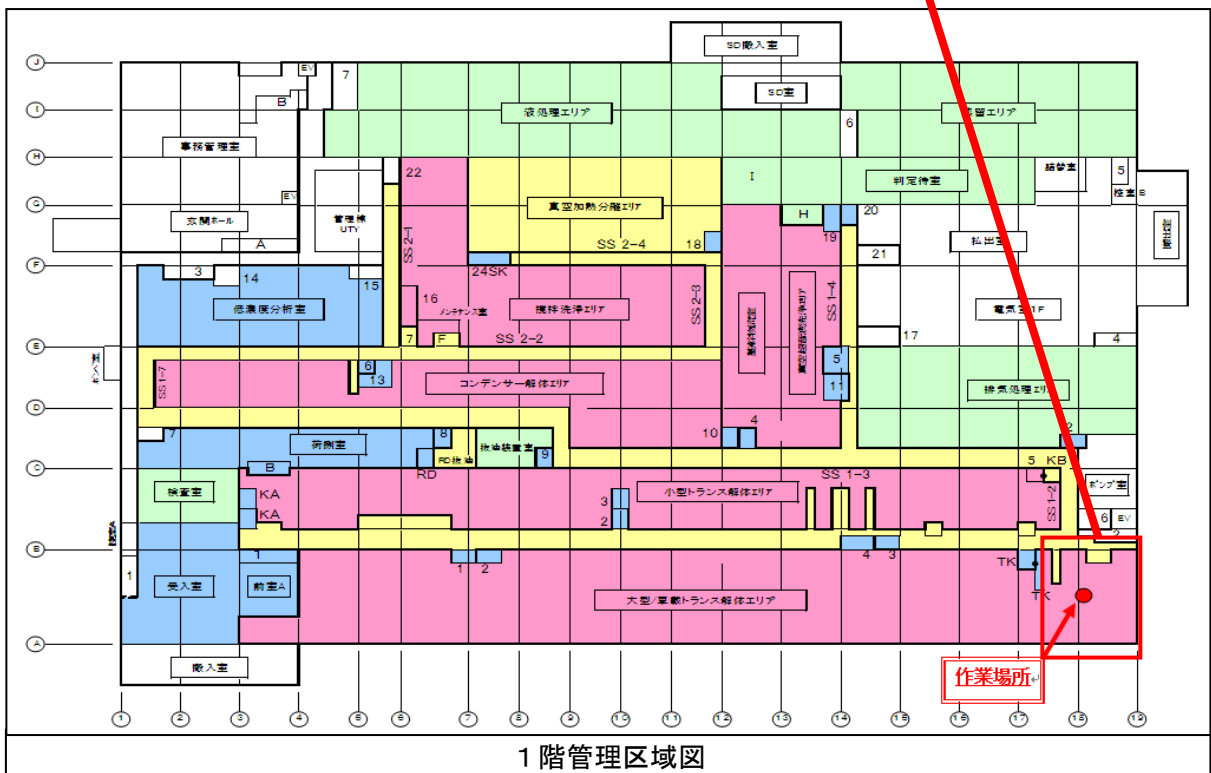 SD搬入室
J
EV
7
SD室
B
I
液処理エリア
6
事務管理室
H
22
I
判定待室
詰替室
5
EV
G
玄関ホール
管理棟
UTY
真空加熱分離エリア
H
20
払出室
A
SS 2-1
SS 2-4
18
19
21
F
3
14
15
24SK
SS 2-3
SS 1-4
低濃度分析室
16
メンテナンス室
攪拌洗浄エリア
電気室1F
7
F
SS 2-2
17
4
E
SS 1-7
6
13
コンデンサー解体エリア
5
11
排気処理エリア
D
7
荷捌室
8
RD抜油
抜油装置室
9
10
4
2
C
B
RD
SS 1-3
5
KB
検査室
KA
KA
3
2
小型トランス解体エリア
SS 1-2
ポンプ室
6
EV
2
B
1
1
2
4
3
TK
1
受入室
前室A
大型/車載トランス解体エリア
TK
A
搬入室
作業場所
1
2
3
4
5
6
7
8
9
10
11
12
13
14
15
16
17
18
19
1階管理区域図